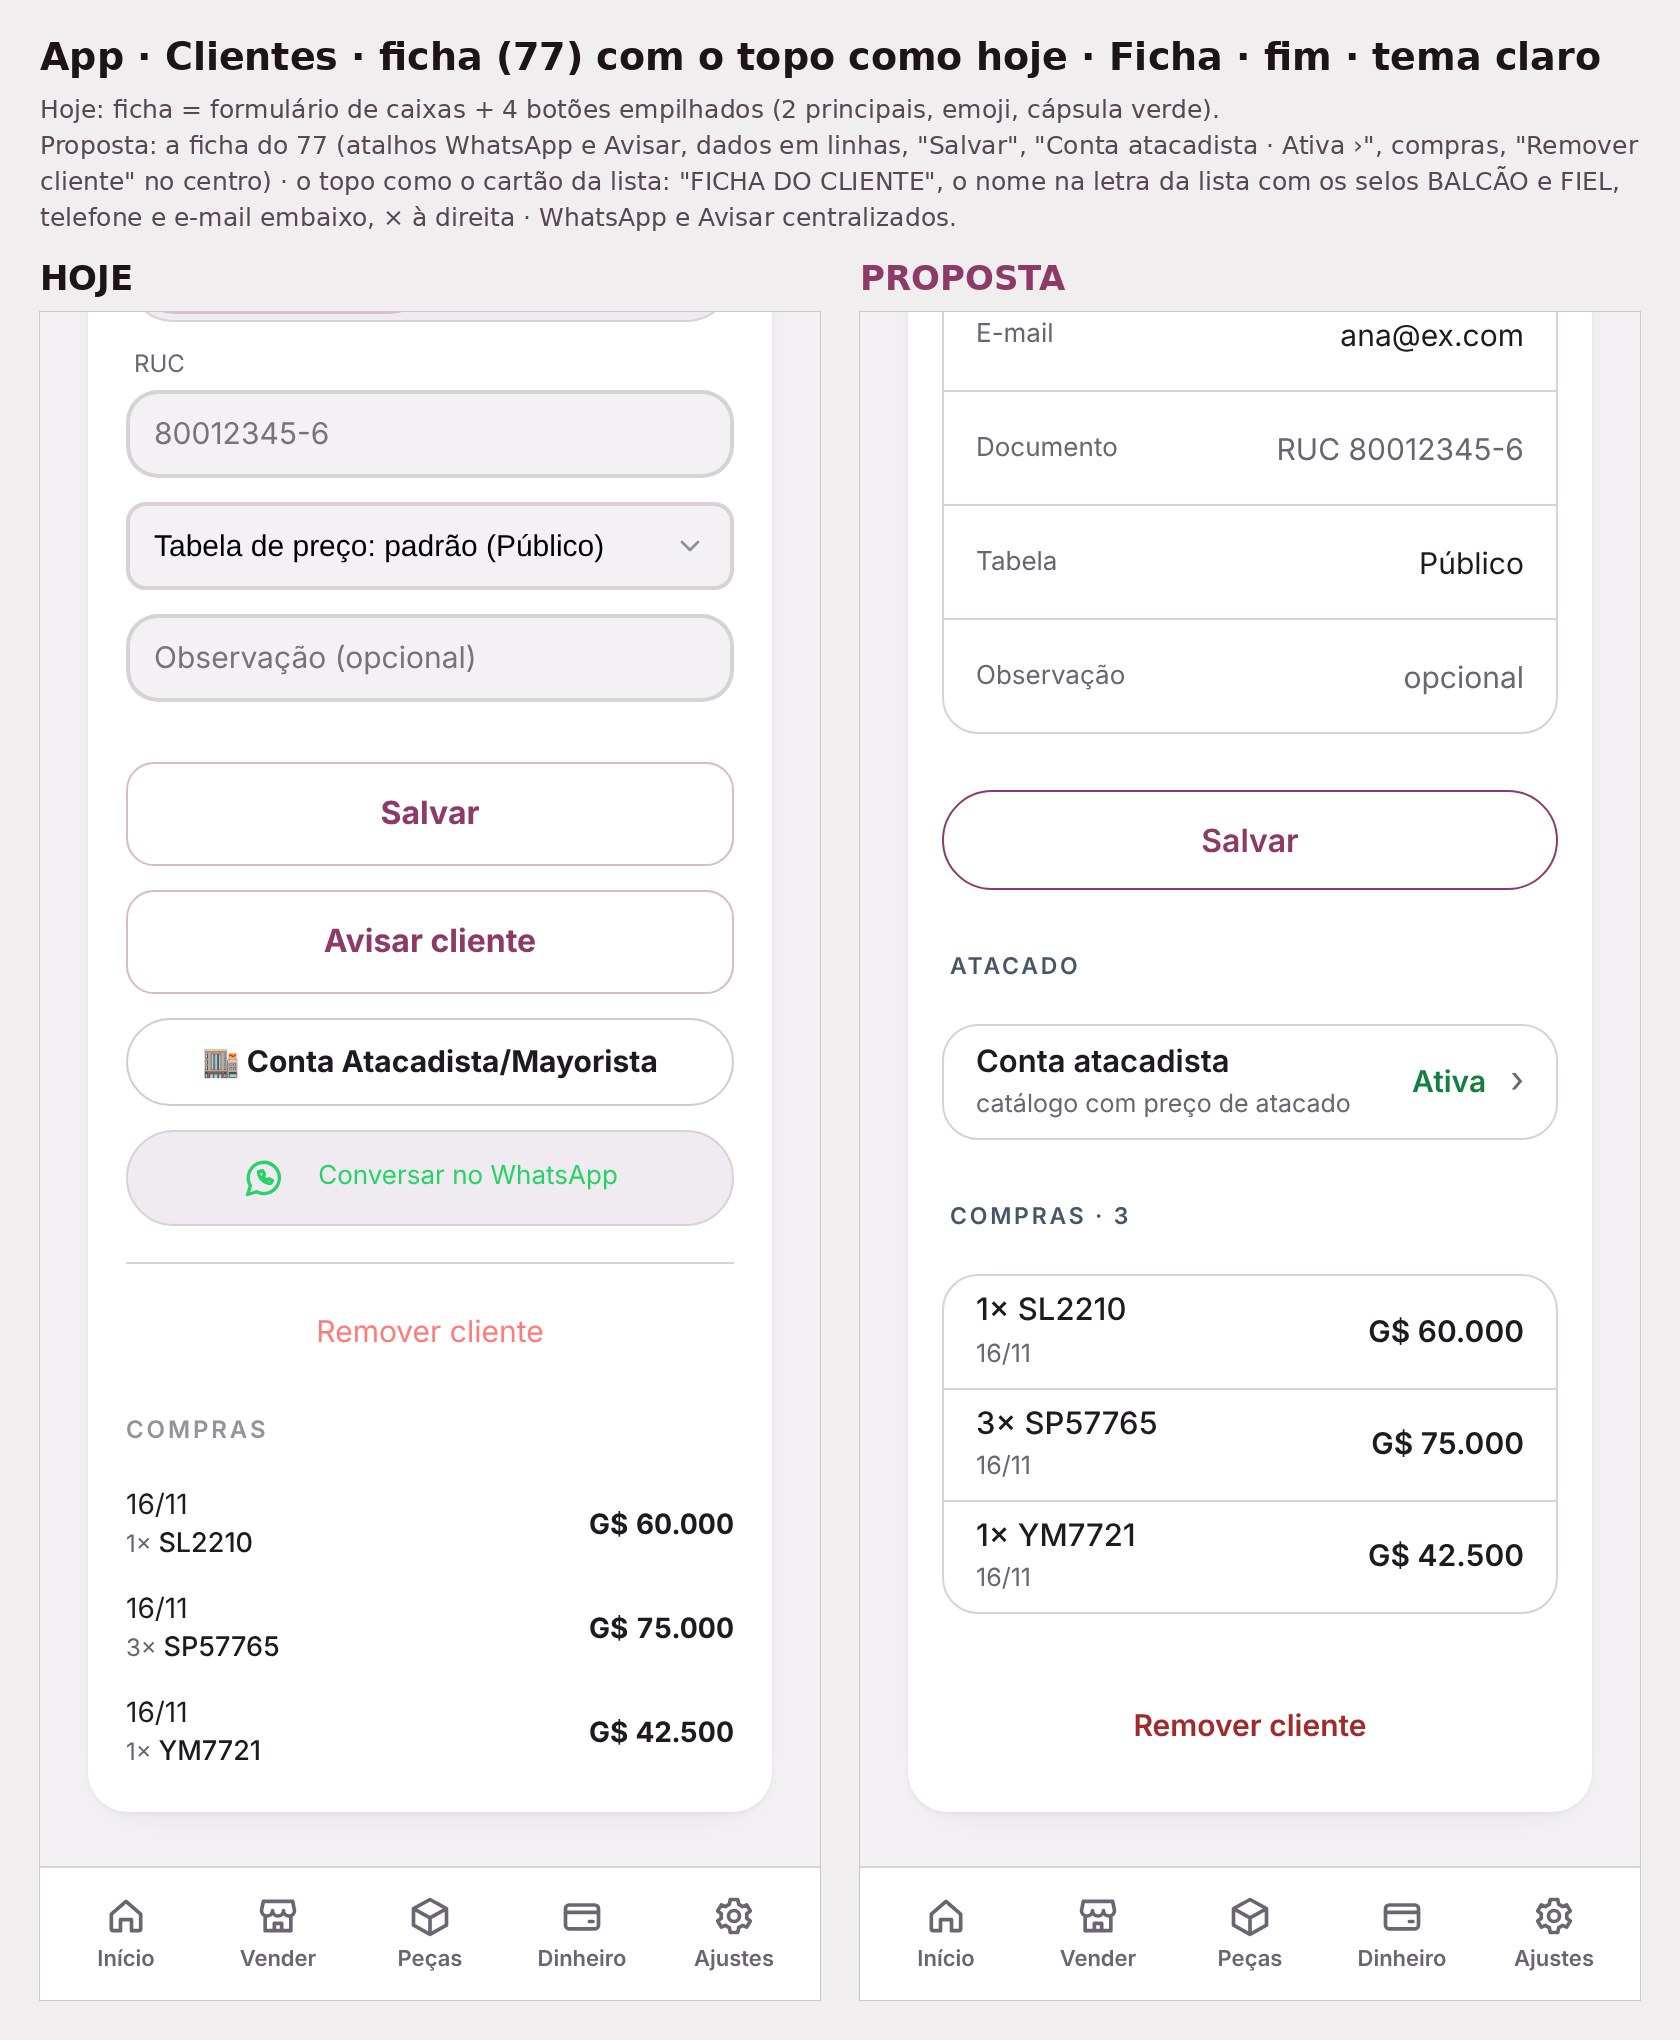 App · Clientes · ficha (77) com o topo como hoje · Ficha · fim · tema claro
Hoje: ficha = formulário de caixas + 4 botões empilhados (2 principais, emoji, cápsula verde).
Proposta: a ficha do 77 (atalhos WhatsApp e Avisar, dados em linhas, "Salvar", "Conta atacadista · Ativa ›", compras, "Remover
cliente" no centro) · o topo como o cartão da lista: "FICHA DO CLIENTE", o nome na letra da lista com os selos BALCÃO e FIEL,
telefone e e-mail embaixo, × à direita · WhatsApp e Avisar centralizados.
HOJE
RUC
80012345-6
Tabela de preço: padrão (Público)
Observação (opcional)
Salvar
Avisar cliente
Conta Atacadista/Mayorista
Conversar no WhatsApp
Remover cliente
COMPRAS
16/11
1× SL2210
G$ 60.000
16/11
3× SP57765
G$ 75.000
16/11
1× YM7721
G$ 42.500
Início
Vender
Peças
Dinheiro
Ajustes
PROPOSTA
E-mail
ana@ex.com
Documento
RUC 80012345-6
Tabela
Público
Observação
opcional
Salvar
ATACADO
Conta atacadista
catálogo com preço de atacado
Ativa ›
COMPRAS · 3
1× SL2210
16/11
G$ 60.000
3× SP57765
16/11
G$ 75.000
1× YM7721
16/11
G$ 42.500
Remover cliente
Início
Vender
Peças
Dinheiro
Ajustes